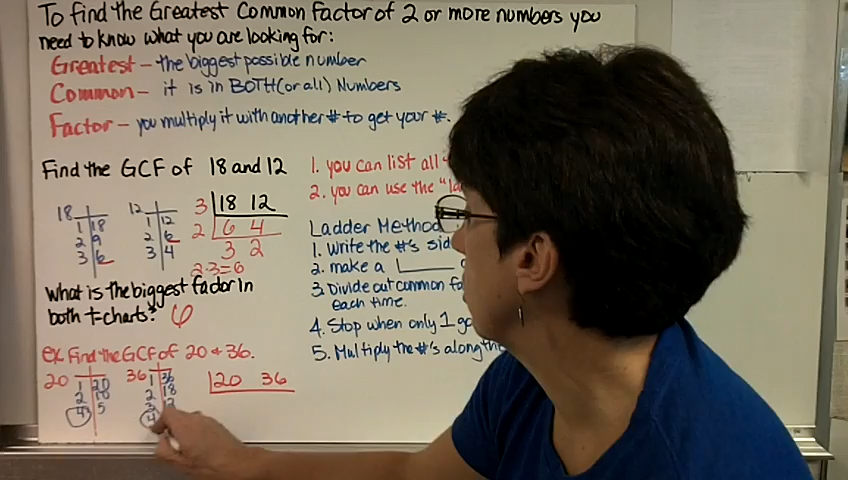 To find the Greatest Common Factor of 2 or more numbers you
need to know what you are looking for:
Greatest - the biggest possible number
Common - it is in BOTH (or all) Numbers
Factor - you multiply it with another # to get your #.
Find the GCF of 18 and 12
18
1 18
2 9
3 6
12
1 12
2 6
3 4
3 18 12
2 6 4
3 2
2·3=6
What is the biggest factor in
both t-charts? 6
ex. Find the GCF of 20 & 36.
20
1 20
2 10
4 5
36
1 36
2 18
3 12
4
20 36
1. you can list all
2. you can use the
Ladder Method
1. Write the #'s
2. make a
3. Divide out common
each time.
4. Stop when only 1
5. Multiply the #'s along the